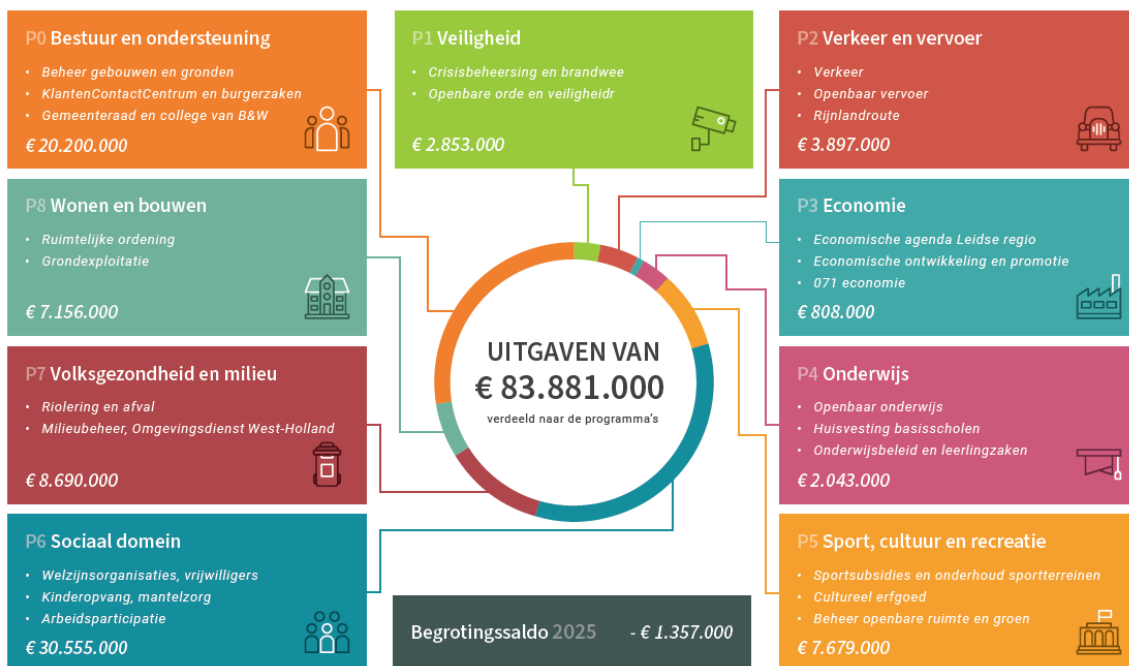 P0 Bestuur en ondersteuning
• Beheer gebouwen en gronden
• KlantenContactCentrum en burgerzaken
• Gemeenteraad en college van B&W
€ 20.200.000
P1 Veiligheid
• Crisisbeheersing en brandwee
• Openbare orde en veiligheidr
€ 2.853.000
P2 Verkeer en vervoer
• Verkeer
• Openbaar vervoer
• Rijnlandroute
€ 3.897.000
P8 Wonen en bouwen
• Ruimtelijke ordening
• Grondexploitatie
€ 7.156.000
P3 Economie
• Economische agenda Leidse regio
• Economische ontwikkeling en promotie
• 071 economie
€ 808.000
UITGAVEN VAN
€ 83.881.000
verdeeld naar de programma's
P7 Volksgezondheid en milieu
• Riolering en afval
• Milieubeheer, Omgevingsdienst West-Holland
€ 8.690.000
P4 Onderwijs
• Openbaar onderwijs
• Huisvesting basisscholen
• Onderwijsbeleid en leerlingzaken
€ 2.043.000
P6 Sociaal domein
• Welzijnsorganisaties, vrijwilligers
• Kinderopvang, mantelzorg
• Arbeidsparticipatie
€ 30.555.000
Begrotingssaldo 2025 - € 1.357.000
P5 Sport, cultuur en recreatie
• Sportsubsidies en onderhoud sportterreinen
• Cultureel erfgoed
• Beheer openbare ruimte en groen
€ 7.679.000